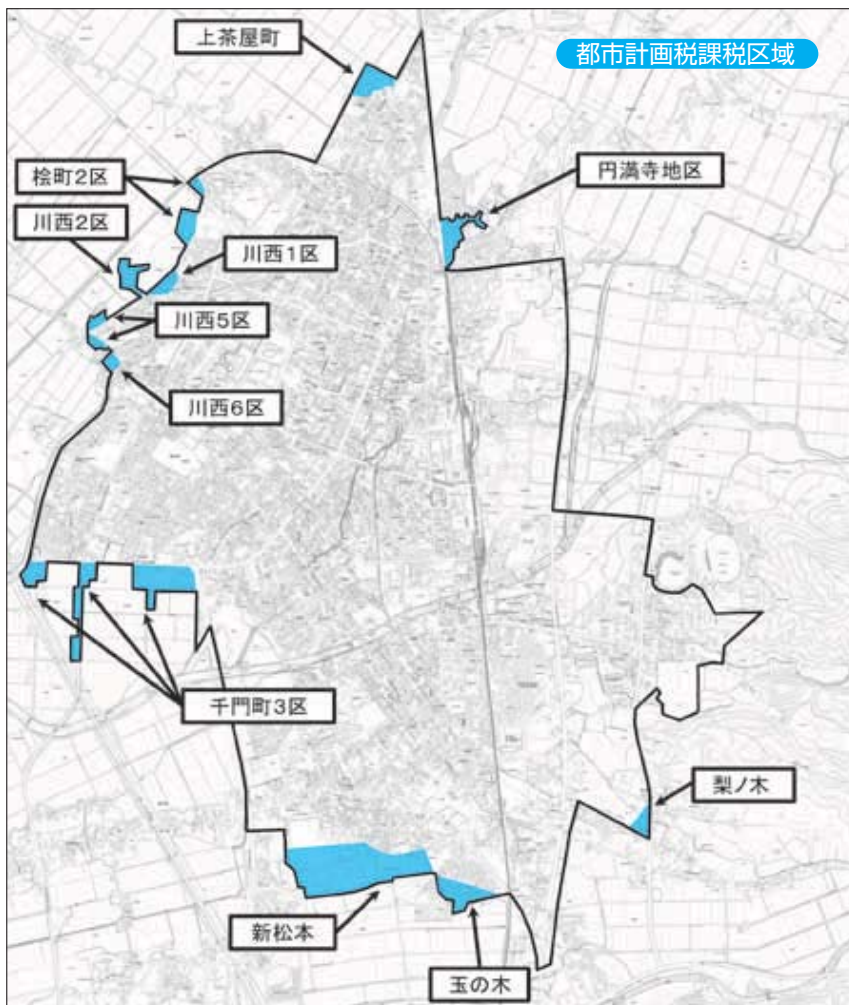 都市計画税課税区域
上茶屋町
桧町2区
円満寺地区
川西2区
川西1区
川西5区
川西6区
千門町3区
梨ノ木
新松本
玉の木